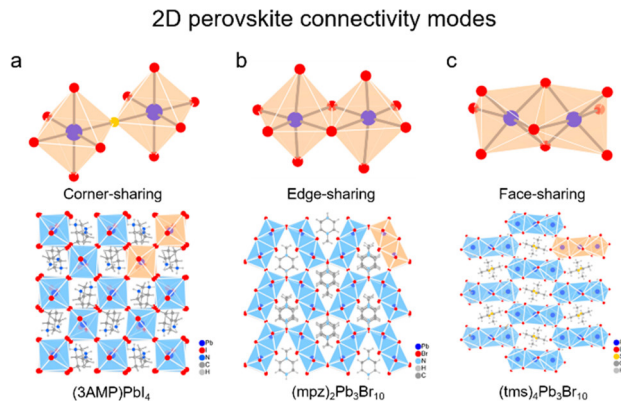 2D perovskite connectivity modes
a
b
c
Corner-sharing
Edge-sharing
Face-sharing
Pb
I
N
C
H
Pb
Br
N
H
C
(3AMP)PbI4
(mpz)2Pb3Br10
(tms)4Pb3Br10